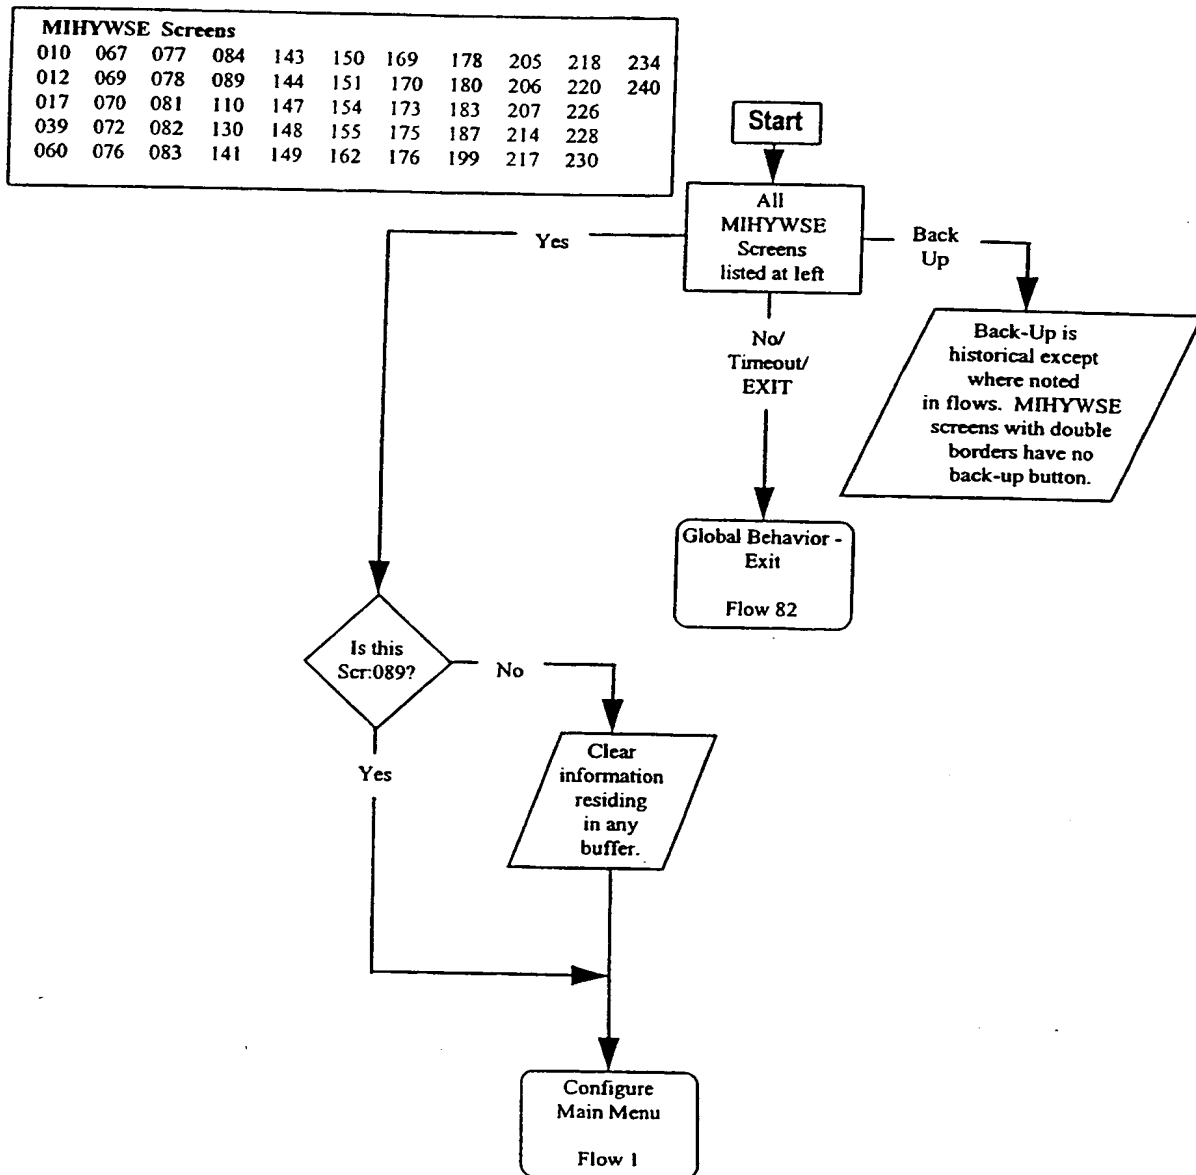 MIHYWSE Screens
010 067 077 084 143 150 169 178 205 218 234
012 069 078 089 144 151 170 180 206 220 240
017 070 081 110 147 154 173 183 207 226
039 072 082 130 148 155 175 187 214 228
060 076 083 141 149 162 176 199 217 230
Start
All
MIHYWSE
Screens
listed at left
Yes
Back
Up
No/
Timeout/
EXIT
Back-Up is
historical except
where noted
in flows. MIHYWSE
screens with double
borders have no
back-up button.
Global Behavior -
Exit
Flow 82
Is this
Scr:089?
No
Yes
Clear
information
residing
in any
buffer.
Configure
Main Menu
Flow 1